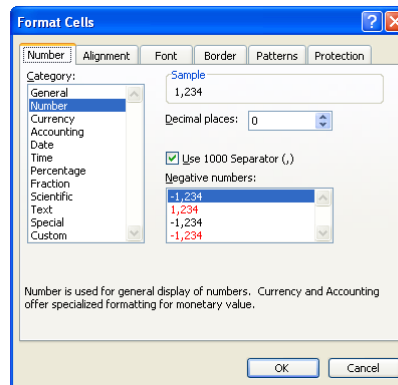 Format Cells
Number Alignment Font Border Patterns Protection
Category:
General
Number
Currency
Accounting
Date
Time
Percentage
Fraction
Scientific
Text
Special
Custom
Sample
1,234
Decimal places: 0
Use 1000 Separator (,)
Negative numbers:
-1,234
1,234
-1,234
-1,234
Number is used for general display of numbers. Currency and Accounting
offer specialized formatting for monetary value.
OK Cancel